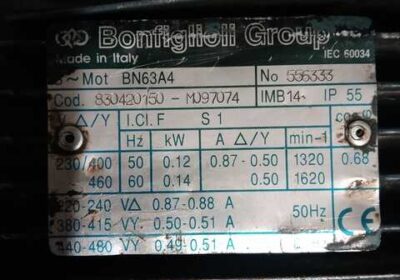 Bonfiglioli Group
Made in Italy IEC 60034
3~Mot BN63A4 No 556333
Cod. 830420150 - M097074 IMB14 IP 55
V △/Y I.Cl. F S 1
Hz kW A △/Y min-1
230/400 50 0.12 0.87-0.50 1320 0.68
460 60 0.14 0.50 1620
220-240 V△ 0.87-0.88 A 50Hz
380-415 VY 0.50-0.51 A
440-480 VY 0.49-0.51 A
CE